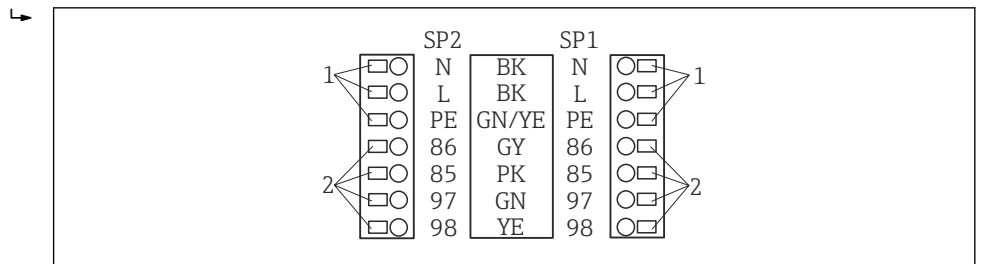 SP2 SP1
N BK N
1 1
L BK L
PE GN/YE PE
86 GY 86
85 PK 85
2 2
97 GN 97
98 YE 98